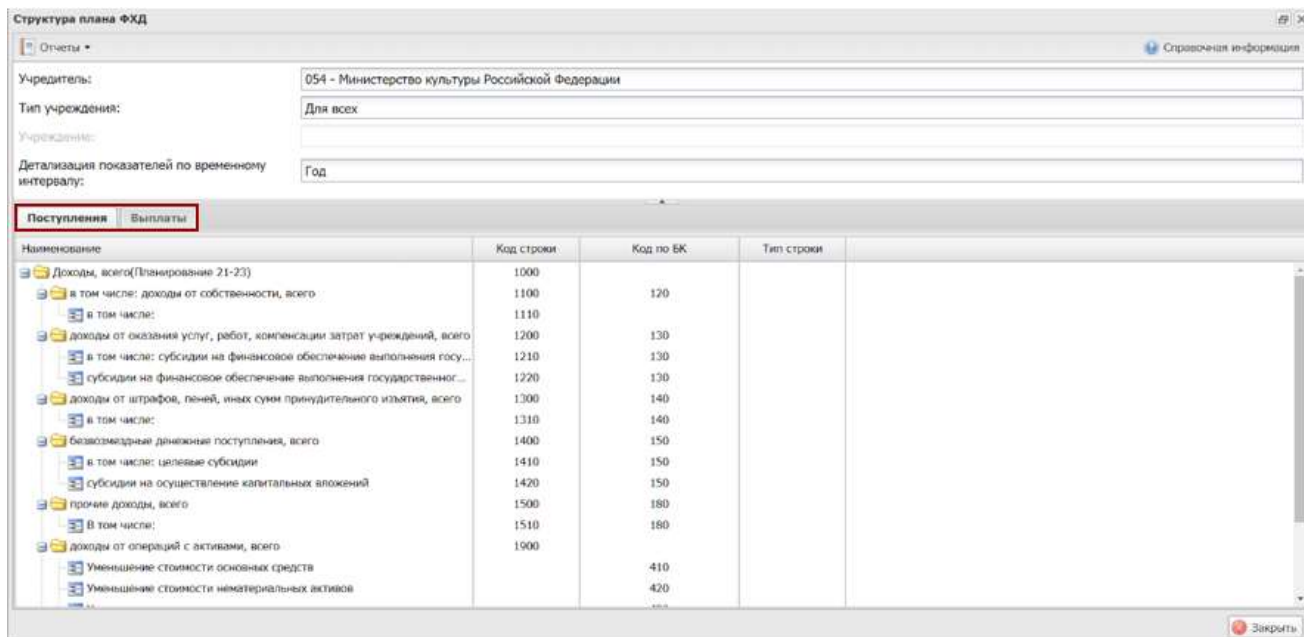 Структура плана ФХД
Отчеты
Справочная информация
Учредитель: 054 - Министерство культуры Российской Федерации
Тип учреждения: Для всех
Учреждение:
Детализация показателей по временному
интервалу: Год
Поступления Выплаты
Наименование Код строки Код по БК Тип строки
Доходы, всего(Планирование 21-23) 1000
в том числе: доходы от собственности, всего 1100 120
в том числе: 1110
доходы от оказания услуг, работ, компенсации затрат учреждений, всего 1200 130
в том числе: субсидии на финансовое обеспечение выполнения госу... 1210 130
субсидии на финансовое обеспечение выполнения государственног... 1220 130
доходы от штрафов, пеней, иных сумм принудительного изъятия, всего 1300 140
в том числе: 1310 140
безвозмездные денежные поступления, всего 1400 150
в том числе: целевые субсидии 1410 150
субсидии на осуществление капитальных вложений 1420 150
прочие доходы, всего 1500 180
В том числе: 1510 180
доходы от операций с активами, всего 1900
Уменьшение стоимости основных средств 410
Уменьшение стоимости нематериальных активов 420
Закрыть